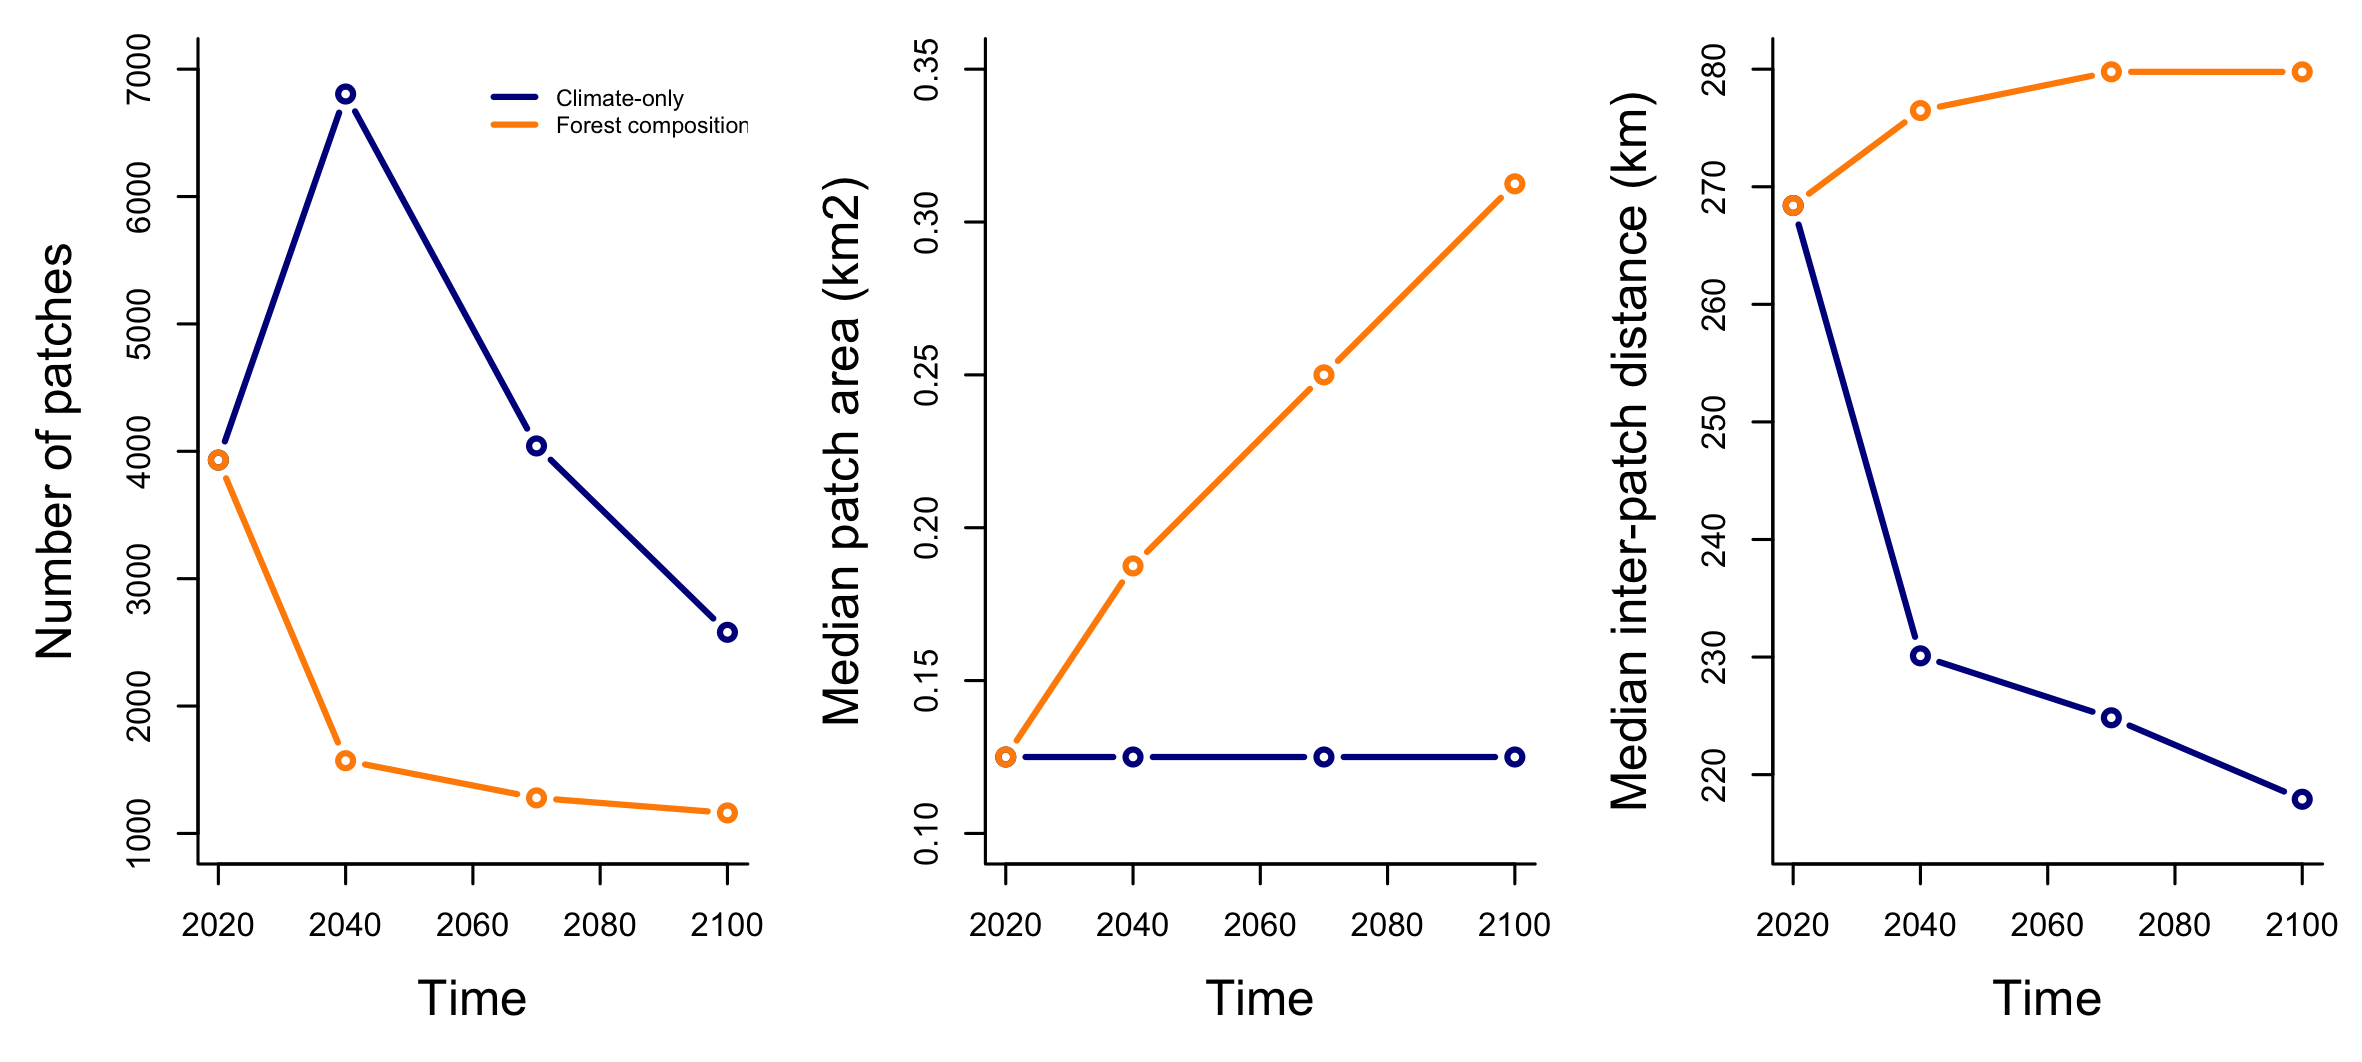 Number of patches
7000
6000
5000
4000
3000
2000
1000
Climate-only
Forest composition
2020 2040 2060 2080 2100
Time
Median patch area (km2)
0.35
0.30
0.25
0.20
0.15
0.10
2020 2040 2060 2080 2100
Time
Median inter-patch distance (km)
280
270
260
250
240
230
220
2020 2040 2060 2080 2100
Time